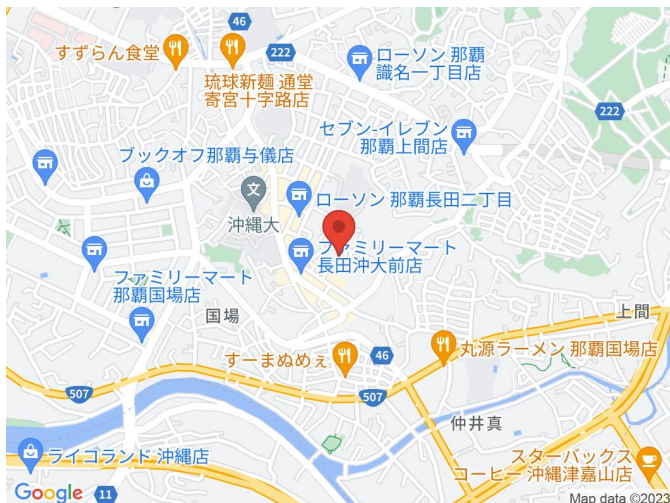 46
すずらん食堂
222
琉球新麺 通堂
寄宮十字路店
ローソン 那覇
識名一丁目店
222
セブン-イレブン
那覇上間店
ブックオフ那覇与儀店
文
沖縄大
ローソン 那覇長田二丁目
ファミリーマート
長田沖大前店
ファミリーマート
那覇国場店
国場
上間
すーまぬめぇ
46
丸源ラーメン 那覇国場店
507
507
仲井真
ライコランド 沖縄店
スターバックス
コーヒー 沖縄津嘉山店
Google
11
Map data ©2023